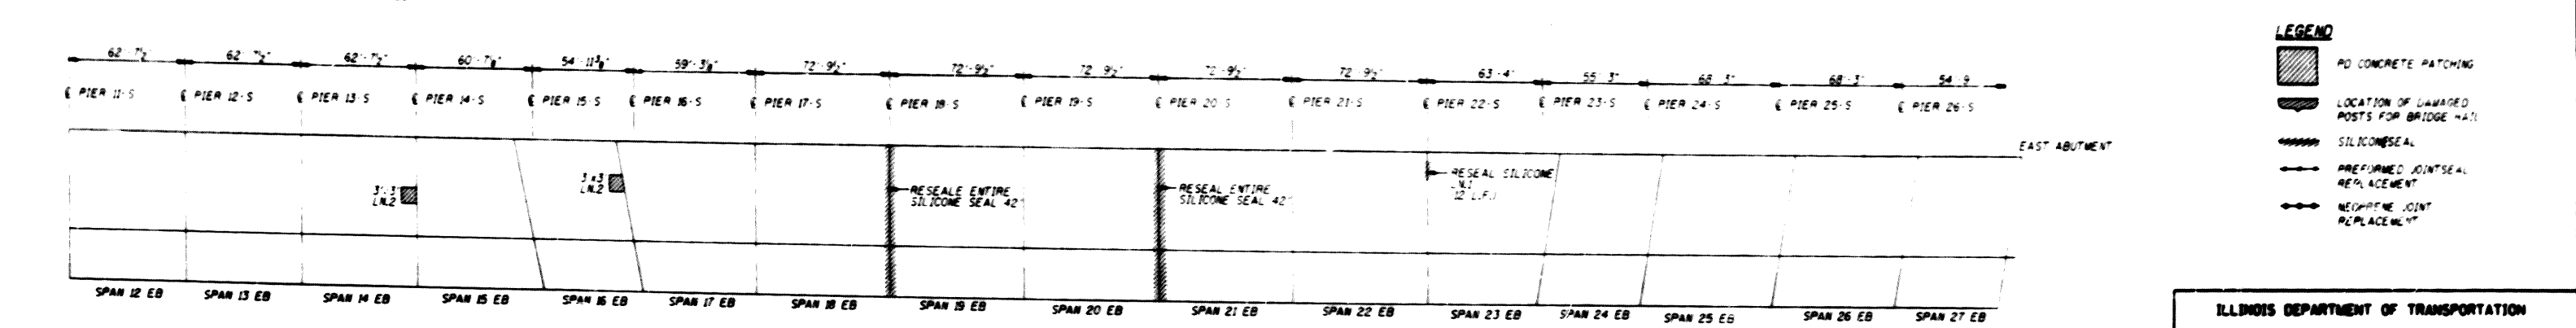 62'-7½"  62'-7½"  62'-7½"  60'-7⅞"  54'-11⅜"  59'-3⅛"  72'-9½"  72'-9½"  72'-9½"  72'-9½"  72'-9½"  63'-4"  55'-3"  68'-3"  68'-3"  54'-9
℄ PIER 11-S  ℄ PIER 12-S  ℄ PIER 13-S  ℄ PIER 14-S  ℄ PIER 15-S  ℄ PIER 16-S  ℄ PIER 17-S  ℄ PIER 18-S  ℄ PIER 19-S  ℄ PIER 20-S  ℄ PIER 21-S  ℄ PIER 22-S  ℄ PIER 23-S  ℄ PIER 24-S  ℄ PIER 25-S  ℄ PIER 26-S
EAST ABUTMENT
3'x3'
LN.2
3'x3'
LN.2
RESEALE ENTIRE
SILICONE SEAL 42'
RESEAL ENTIRE
SILICONE SEAL 42'
RESEAL SILICONE
LN.1
12 L.F.
SPAN 12 EB  SPAN 13 EB  SPAN 14 EB  SPAN 15 EB  SPAN 16 EB  SPAN 17 EB  SPAN 18 EB  SPAN 19 EB  SPAN 20 EB  SPAN 21 EB  SPAN 22 EB  SPAN 23 EB  SPAN 24 EB  SPAN 25 EB  SPAN 26 EB  SPAN 27 EB
LEGEND
PD CONCRETE PATCHING
LOCATION OF DAMAGED
POSTS FOR BRIDGE RAIL
SILICONE SEAL
PREFORMED JOINT SEAL
REPLACEMENT
NEOPRENE JOINT
REPLACEMENT
ILLINOIS DEPARTMENT OF TRANSPORTATION